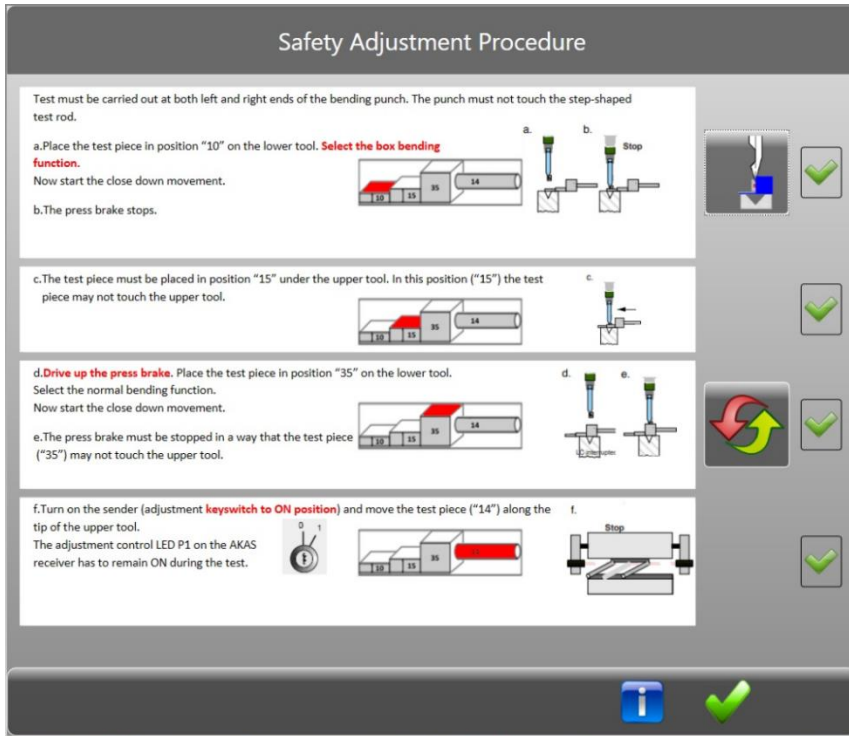 Safety Adjustment Procedure
Test must be carried out at both left and right ends of the bending punch. The punch must not touch the step-shaped
test rod.
a.Place the test piece in position “10” on the lower tool. Select the box bending
function.
Now start the close down movement.
b.The press brake stops.
10 15 35 14
a. b.
Stop
c.The test piece must be placed in position “15” under the upper tool. In this position (“15”) the test
piece may not touch the upper tool.
10 15 35 14
c.
d.Drive up the press brake. Place the test piece in position “35” on the lower tool.
Select the normal bending function.
Now start the close down movement.
e.The press brake must be stopped in a way that the test piece
(“35”) may not touch the upper tool.
10 15 35 14
d. e.
f.Turn on the sender (adjustment keyswitch to ON position) and move the test piece (“14”) along the
tip of the upper tool.
The adjustment control LED P1 on the AKAS
receiver has to remain ON during the test.
0 1
10 15 35
f.
Stop
i